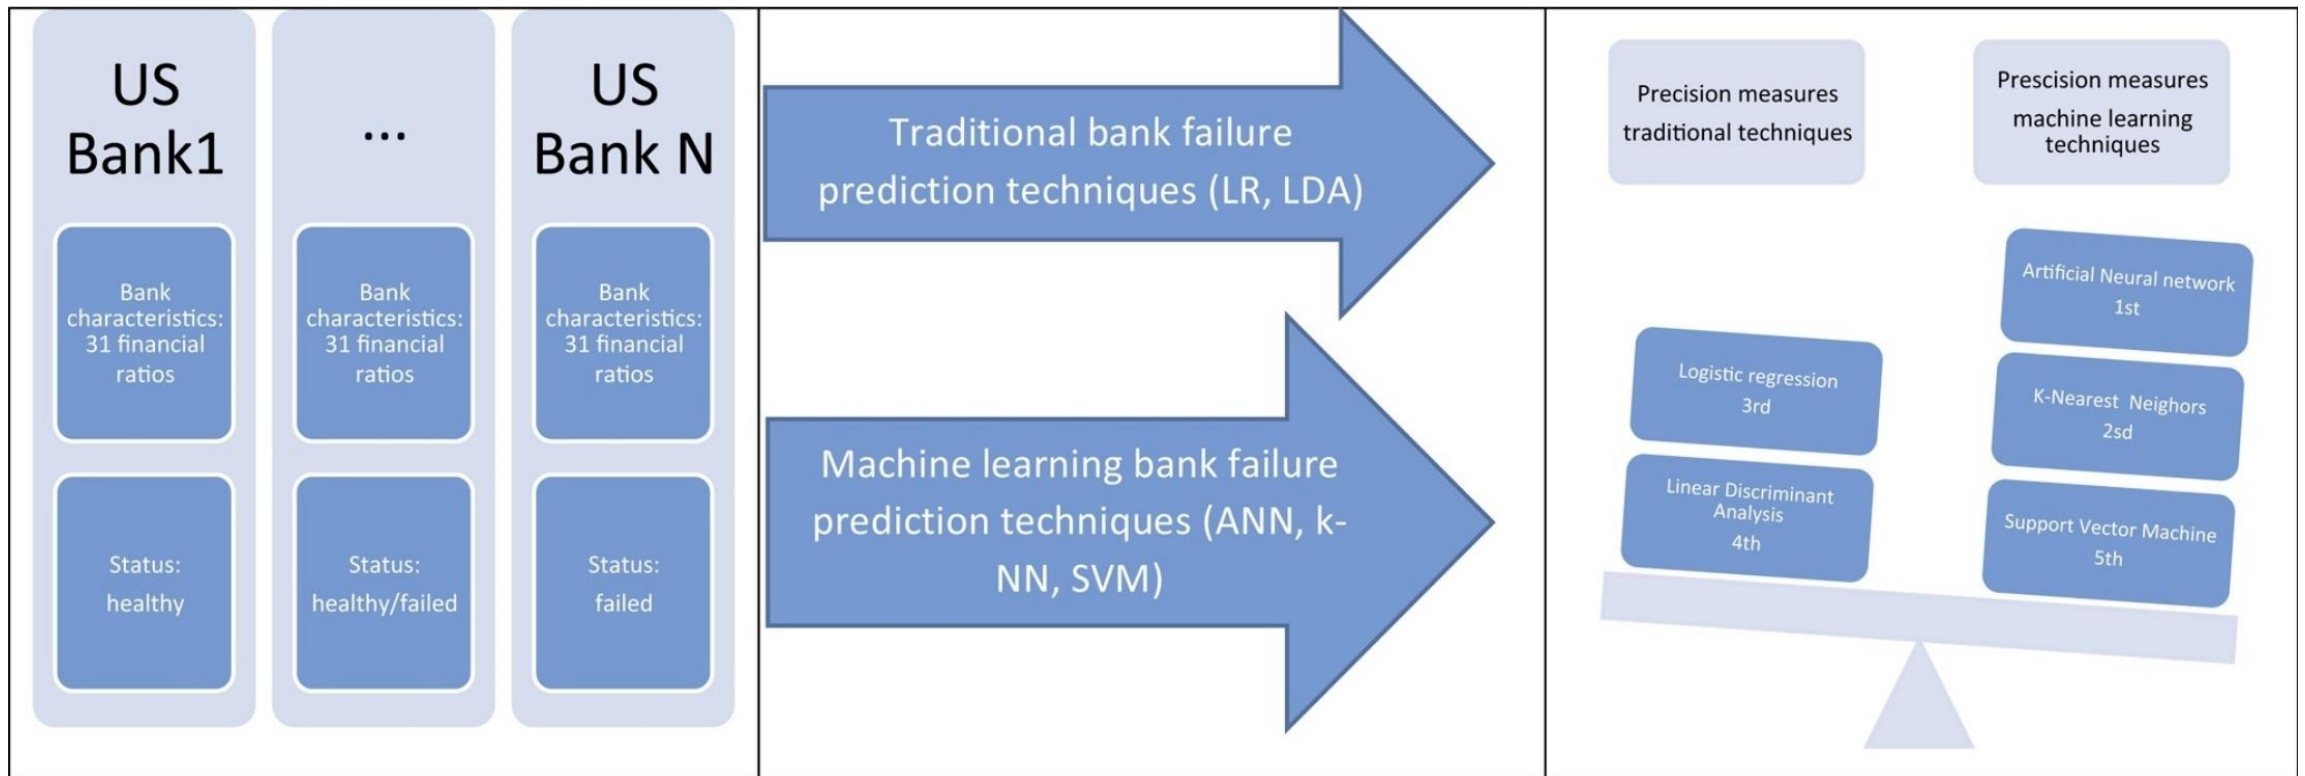 US
Bank1
Bank
characteristics:
31 financial
ratios
Status:
healthy
...
Bank
characteristics:
31 financial
ratios
Status:
healthy/failed
US
Bank N
Bank
characteristics:
31 financial
ratios
Status:
failed
Traditional bank failure
prediction techniques (LR, LDA)
Machine learning bank failure
prediction techniques (ANN, k-
NN, SVM)
Precision measures
traditional techniques
Prescision measures
machine learning
techniques
Logistic regression
3rd
Linear Discriminant
Analysis
4th
Artificial Neural network
1st
K-Nearest Neighors
2sd
Support Vector Machine
5th